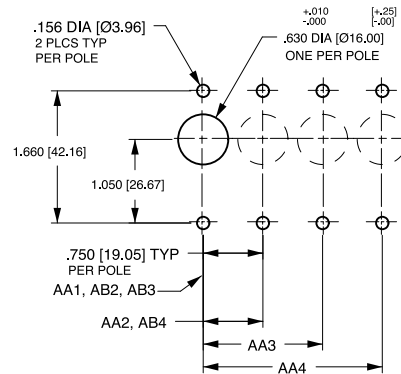 .156 DIA [Ø3.96]
2 PLCS TYP
PER POLE
+.010
-.000
[+.25]
[-.00]
.630 DIA [Ø16.00]
ONE PER POLE
1.660 [42.16]
1.050 [26.67]
.750 [19.05] TYP
PER POLE
AA1, AB2, AB3
AA2, AB4
AA3
AA4